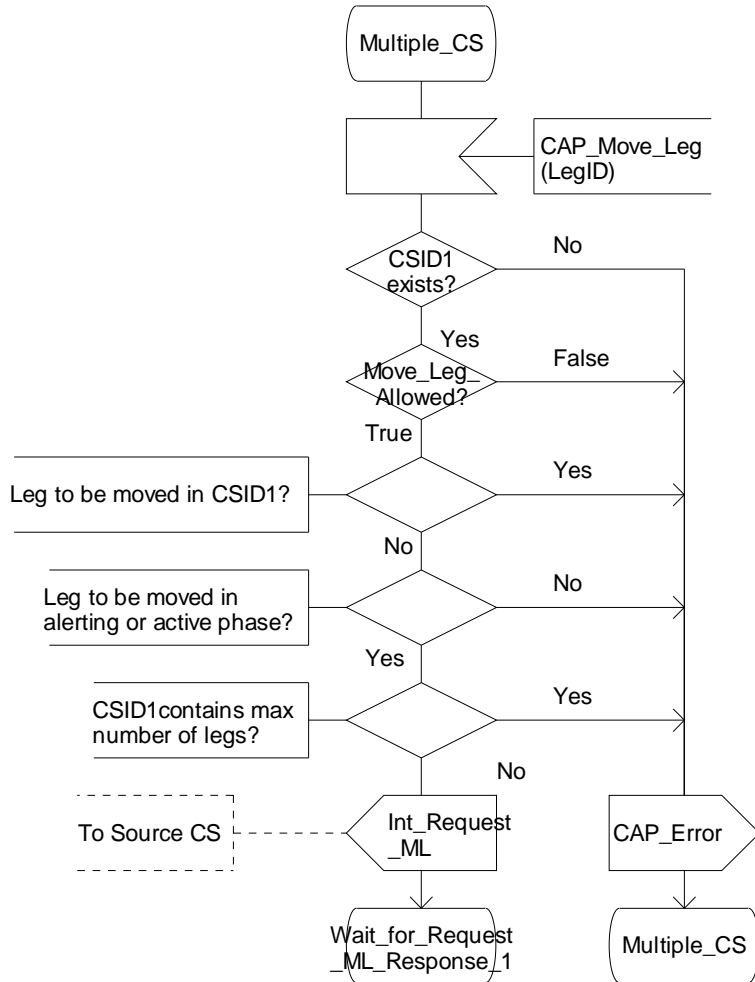 Multiple_CS
CAP_Move_Leg
(LegID)
CSID1
exists?
No
Yes
Move_Leg_
Allowed?
False
True
Leg to be moved in CSID1?
Yes
No
Leg to be moved in
alerting or active phase?
No
Yes
CSID1contains max
number of legs?
Yes
No
To Source CS
Int_Request
_ML
CAP_Error
Wait_for_Request
_ML_Response_1
Multiple_CS